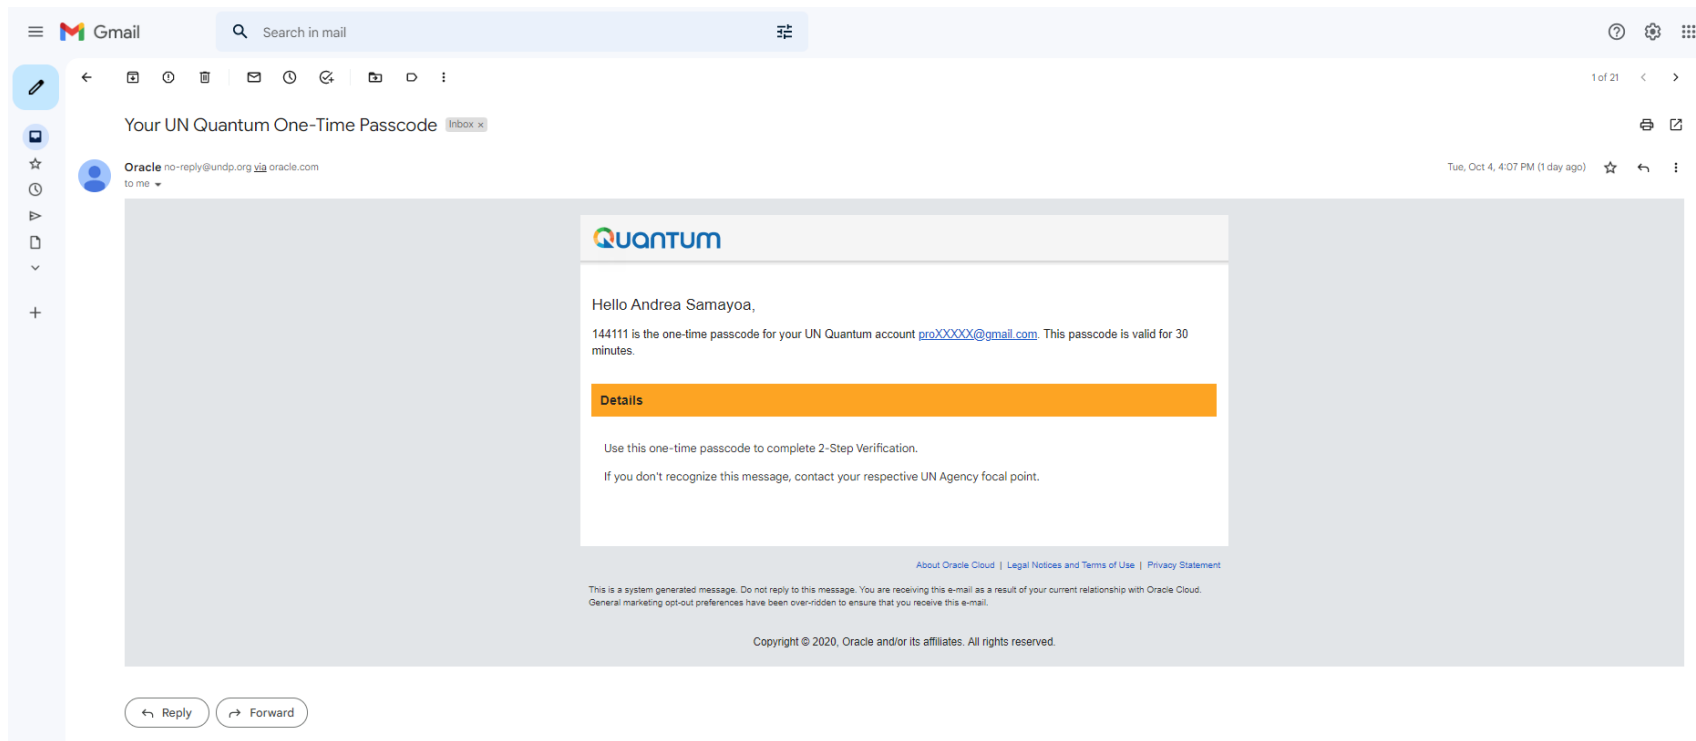 Gmail
Search in mail
1 of 21
Your UN Quantum One-Time Passcode Inbox ×
Oracle no-reply@undp.org via oracle.com
Tue, Oct 4, 4:07 PM (1 day ago)
to me
Quantum
Hello Andrea Samayoa,
144111 is the one-time passcode for your UN Quantum account proXXXXX@gmail.com. This passcode is valid for 30
minutes.
Details
Use this one-time passcode to complete 2-Step Verification.
If you don't recognize this message, contact your respective UN Agency focal point.
About Oracle Cloud | Legal Notices and Terms of Use | Privacy Statement
This is a system generated message. Do not reply to this message. You are receiving this e-mail as a result of your current relationship with Oracle Cloud.
General marketing opt-out preferences have been over-ridden to ensure that you receive this e-mail.
Copyright © 2020, Oracle and/or its affiliates. All rights reserved.
Reply
Forward